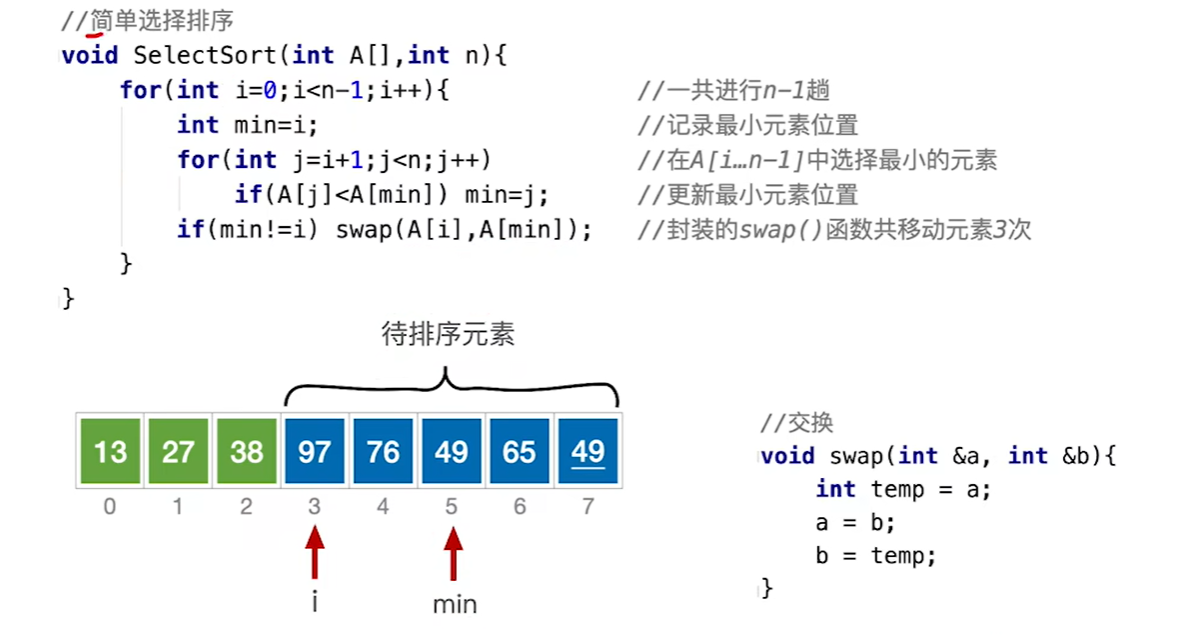 //简单选择排序
void SelectSort(int A[],int n){
for(int i=0;i<n-1;i++){ //一共进行n-1趟
int min=i; //记录最小元素位置
for(int j=i+1;j<n;j++) //在A[i…n-1]中选择最小的元素
if(A[j]<A[min]) min=j; //更新最小元素位置
if(min!=i) swap(A[i],A[min]); //封装的swap()函数共移动元素3次
}
}
待排序元素
13 27 38 97 76 49 65 49
0 1 2 3 4 5 6 7
i min
//交换
void swap(int &a, int &b){
int temp = a;
a = b;
b = temp;
}